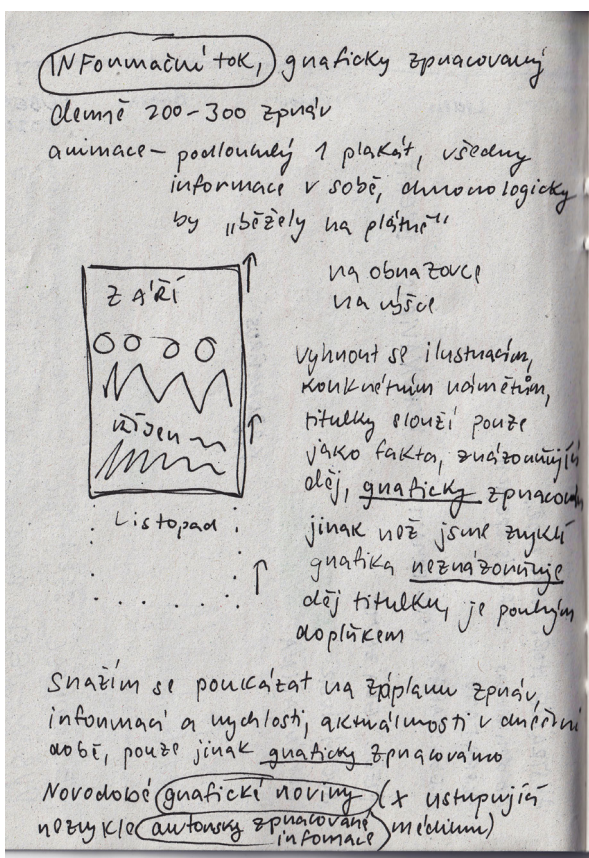 INFormační tok, graficky zpracovaný
denně 200-300 zpráv
animace - podlouhlý 1 plakát, všechny
informace v sobě, chronologicky
by „běžely na plátně“
na obrazovce
na výšce
ZÁŘÍ
říjen
Listopad
vyhnout se ilustracím,
konkrétním námětům,
titulky slouží pouze
jako fakta, znázorňující
děj, graficky zpracován
jinak než jsme zvyklí
grafika neznázorňuje
děj titulku, je pouhým
doplňkem
Snažím se poukázat na záplavu zpráv,
informací a rychlosti, aktuálnosti v dnešní
době, pouze jinak graficky zpracováno
Novodobé grafické noviny (x ustupující
nezvykle autorsky zpracované médium)
infomace